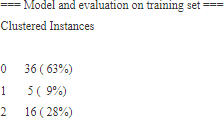 === Model and evaluation on training set ===
Clustered Instances
0 36 ( 63%)
1 5 ( 9%)
2 16 ( 28%)